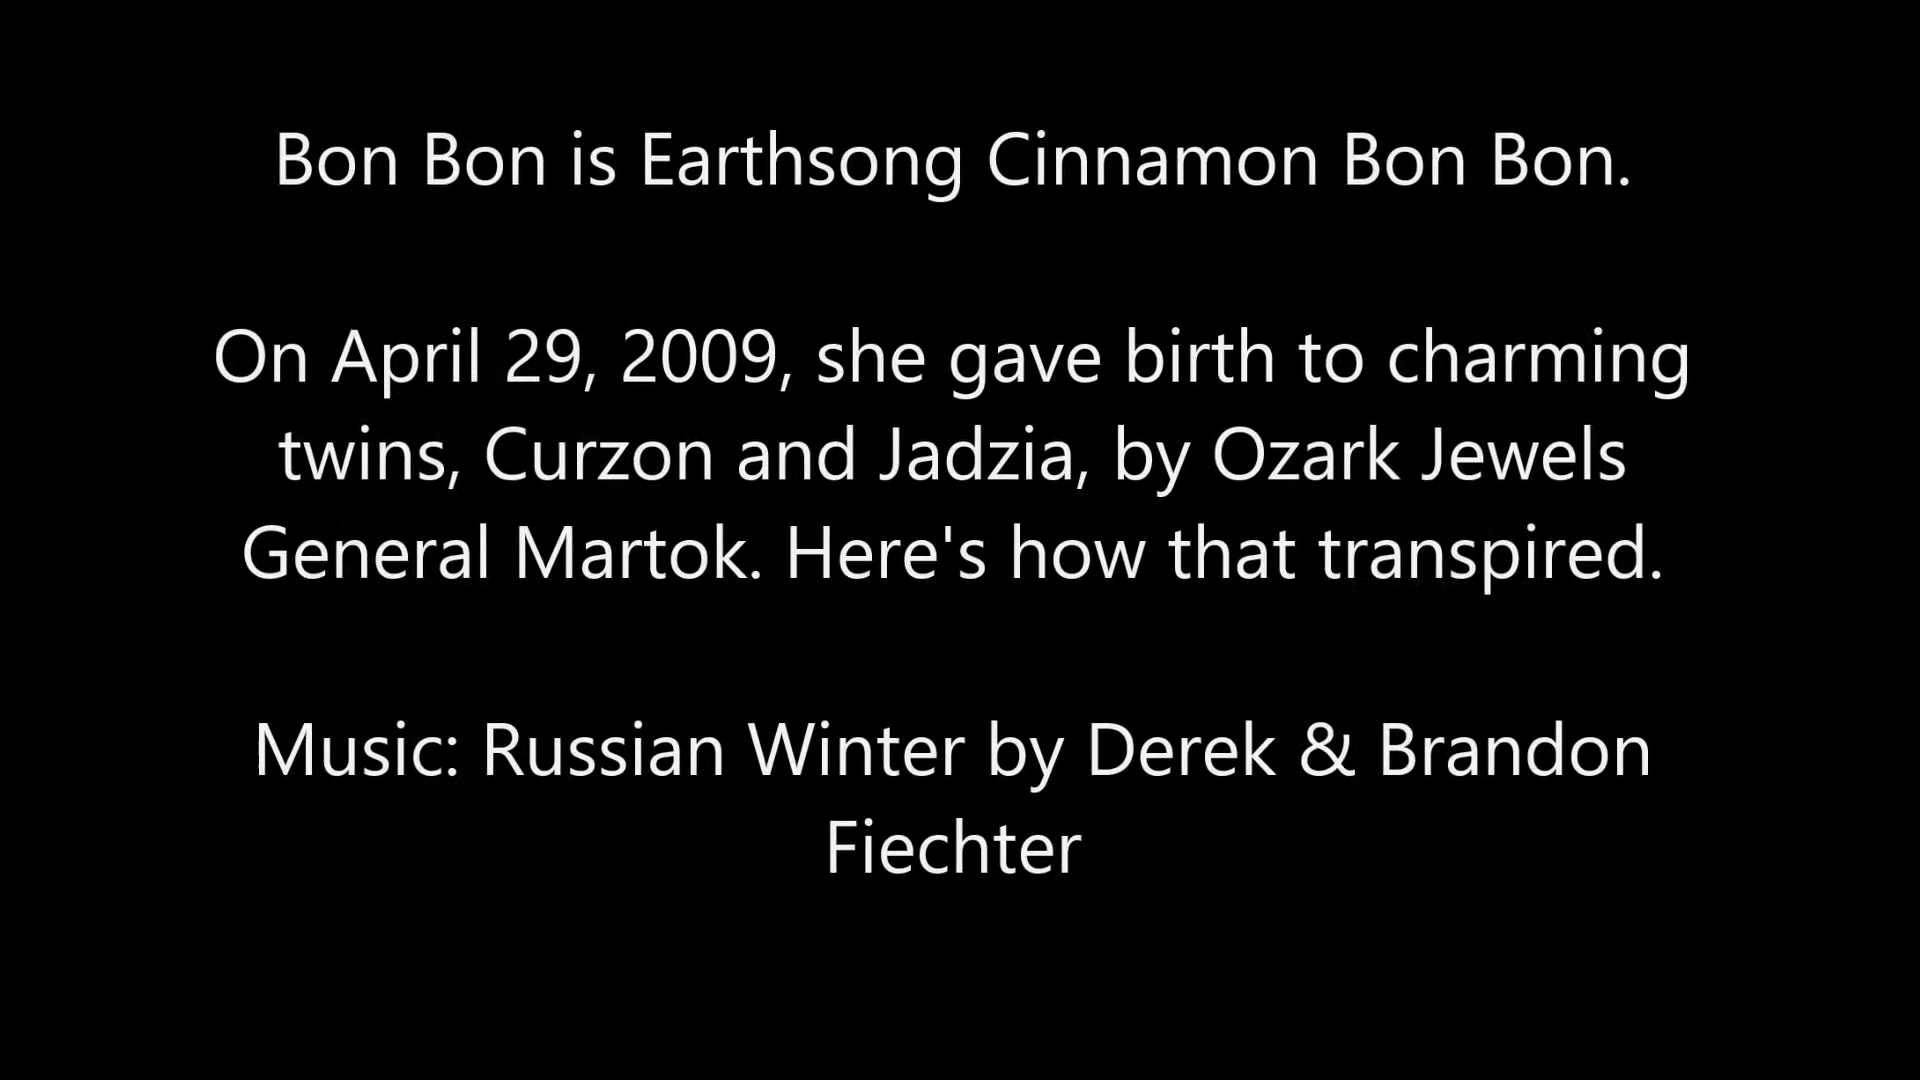 Bon Bon is Earthsong Cinnamon Bon Bon.
On April 29, 2009, she gave birth to charming
twins, Curzon and Jadzia, by Ozark Jewels
General Martok. Here's how that transpired.
Music: Russian Winter by Derek & Brandon
Fiechter